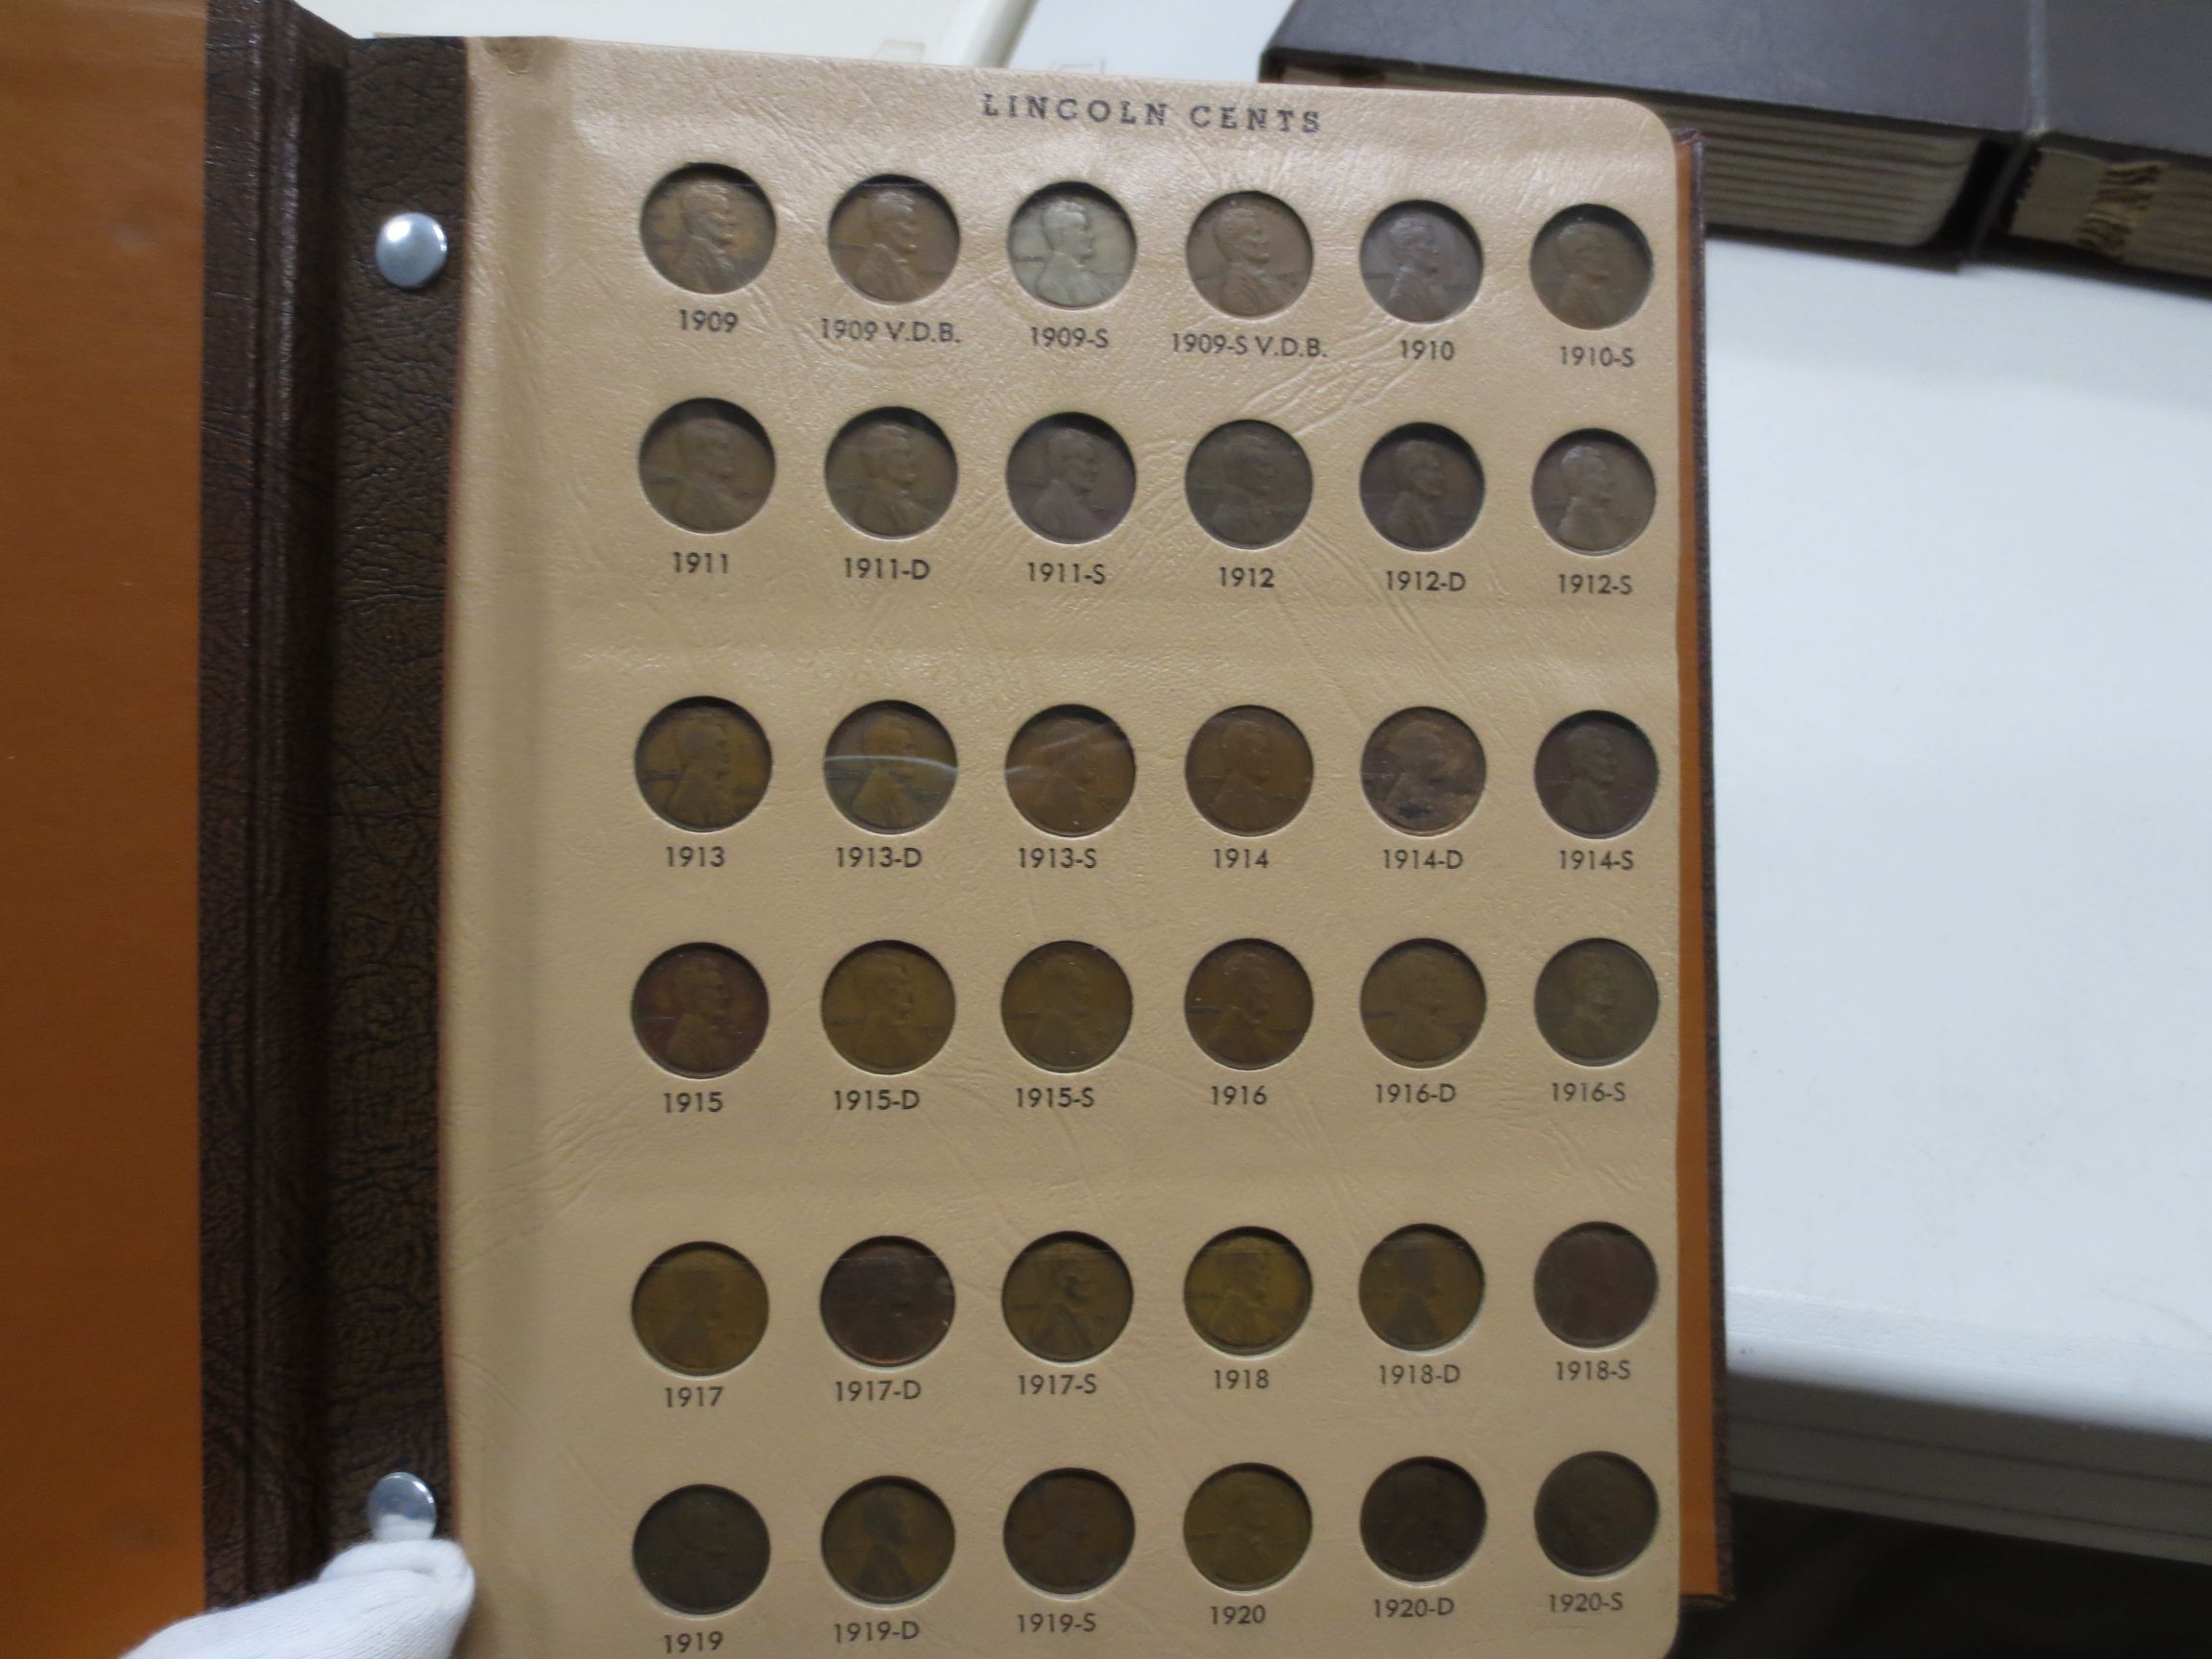 LINCOLN CENTS
1909 1909 V.D.B. 1909-S 1909-S V.D.B. 1910 1910-S
1911 1911-D 1911-S 1912 1912-D 1912-S
1913 1913-D 1913-S 1914 1914-D 1914-S
1915 1915-D 1915-S 1916 1916-D 1916-S
1917 1917-D 1917-S 1918 1918-D 1918-S
1919 1919-D 1919-S 1920 1920-D 1920-S